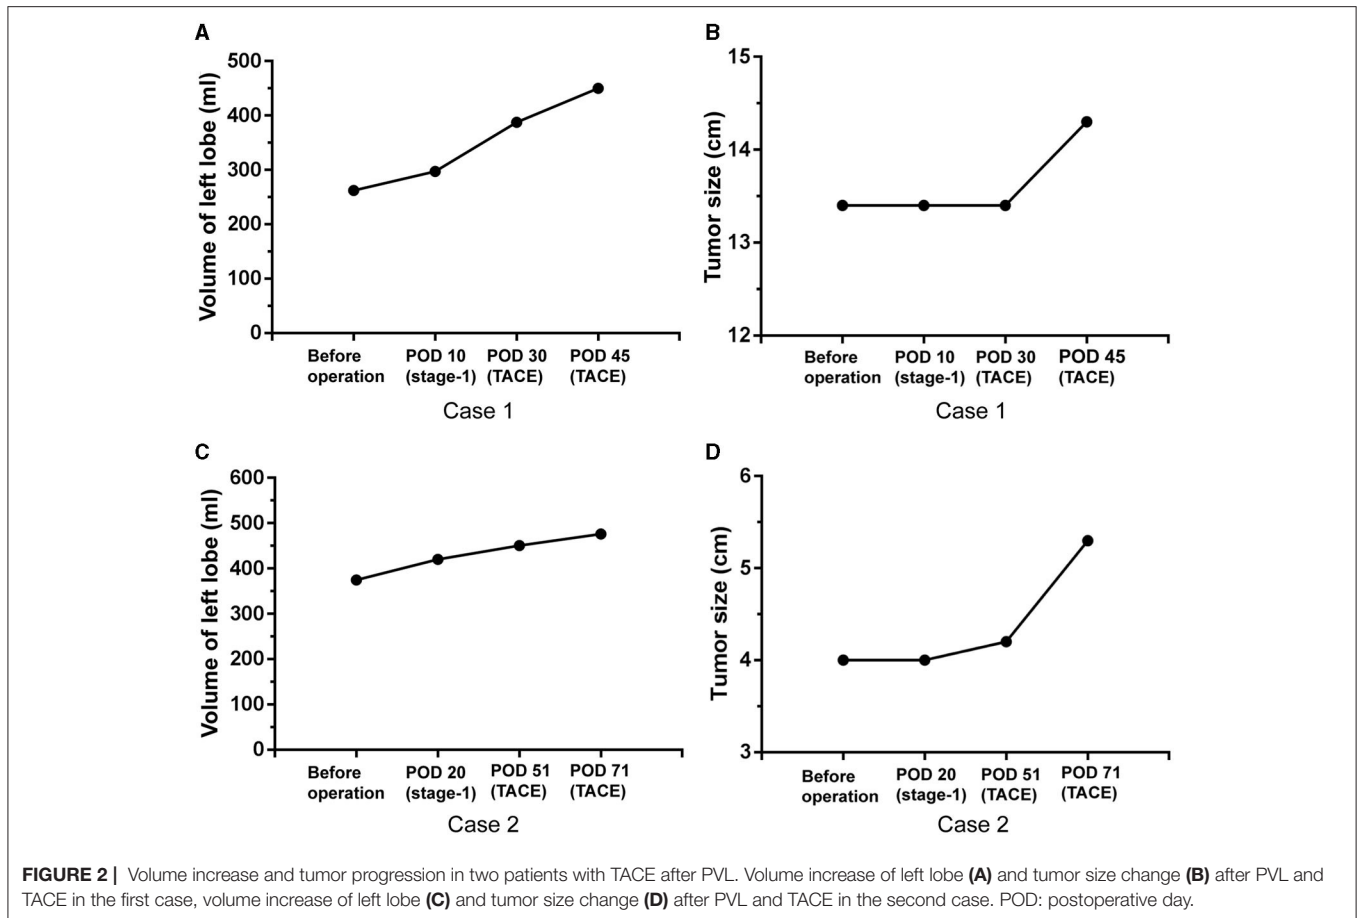 A
Volume of left lobe (ml)
500
400
300
200
100
0
Before operation
POD 10 (stage-1)
POD 30 (TACE)
POD 45 (TACE)
Case 1
B
Tumor size (cm)
15
14
13
12
Before operation
POD 10 (stage-1)
POD 30 (TACE)
POD 45 (TACE)
Case 1
C
Volume of left lobe (ml)
600
500
400
300
200
100
0
Before operation
POD 20 (stage-1)
POD 51 (TACE)
POD 71 (TACE)
Case 2
D
Tumor size (cm)
6
5
4
3
Before operation
POD 20 (stage-1)
POD 51 (TACE)
POD 71 (TACE)
Case 2
FIGURE 2 | Volume increase and tumor progression in two patients with TACE after PVL. Volume increase of left lobe (A) and tumor size change (B) after PVL and
TACE in the first case, volume increase of left lobe (C) and tumor size change (D) after PVL and TACE in the second case. POD: postoperative day.